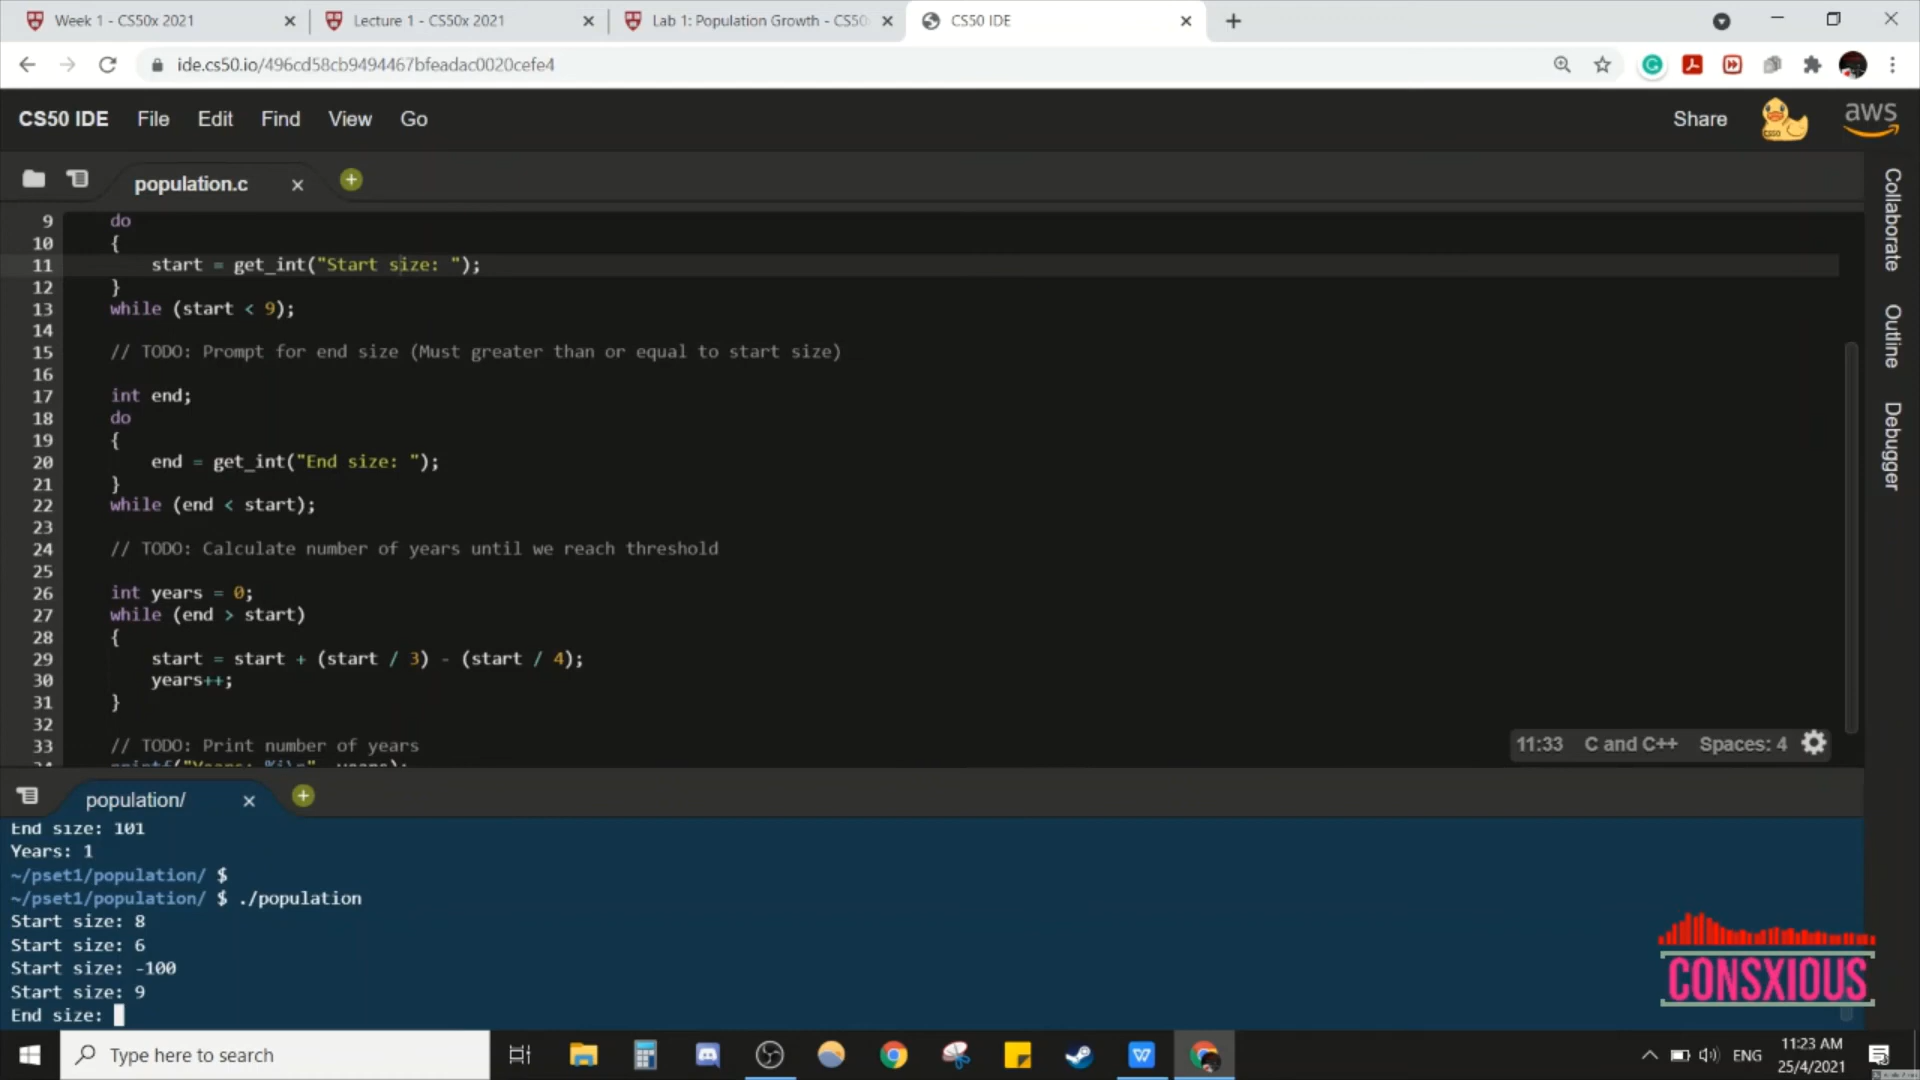 Week 1 - CS50x 2021
Lecture 1 - CS50x 2021
Lab 1: Population Growth - CS50
CS50 IDE
ide.cs50.io/496cd58cb9494467bfeadac0020cefe4
CS50 IDE File Edit Find View Go
Share
aws
population.c
9 do
10 {
11 start = get_int("Start size: ");
12 }
13 while (start < 9);
14
15 // TODO: Prompt for end size (Must greater than or equal to start size)
16
17 int end;
18 do
19 {
20 end = get_int("End size: ");
21 }
22 while (end < start);
23
24 // TODO: Calculate number of years until we reach threshold
25
26 int years = 0;
27 while (end > start)
28 {
29 start = start + (start / 3) - (start / 4);
30 years++;
31 }
32
33 // TODO: Print number of years
34 printf("Years: %i\n", years);
11:33 C and C++ Spaces: 4
Collaborate
Outline
Debugger
population/
End size: 101
Years: 1
~/pset1/population/ $
~/pset1/population/ $ ./population
Start size: 8
Start size: 6
Start size: -100
Start size: 9
End size:
CONSXIOUS
Type here to search
ENG
11:23 AM
25/4/2021